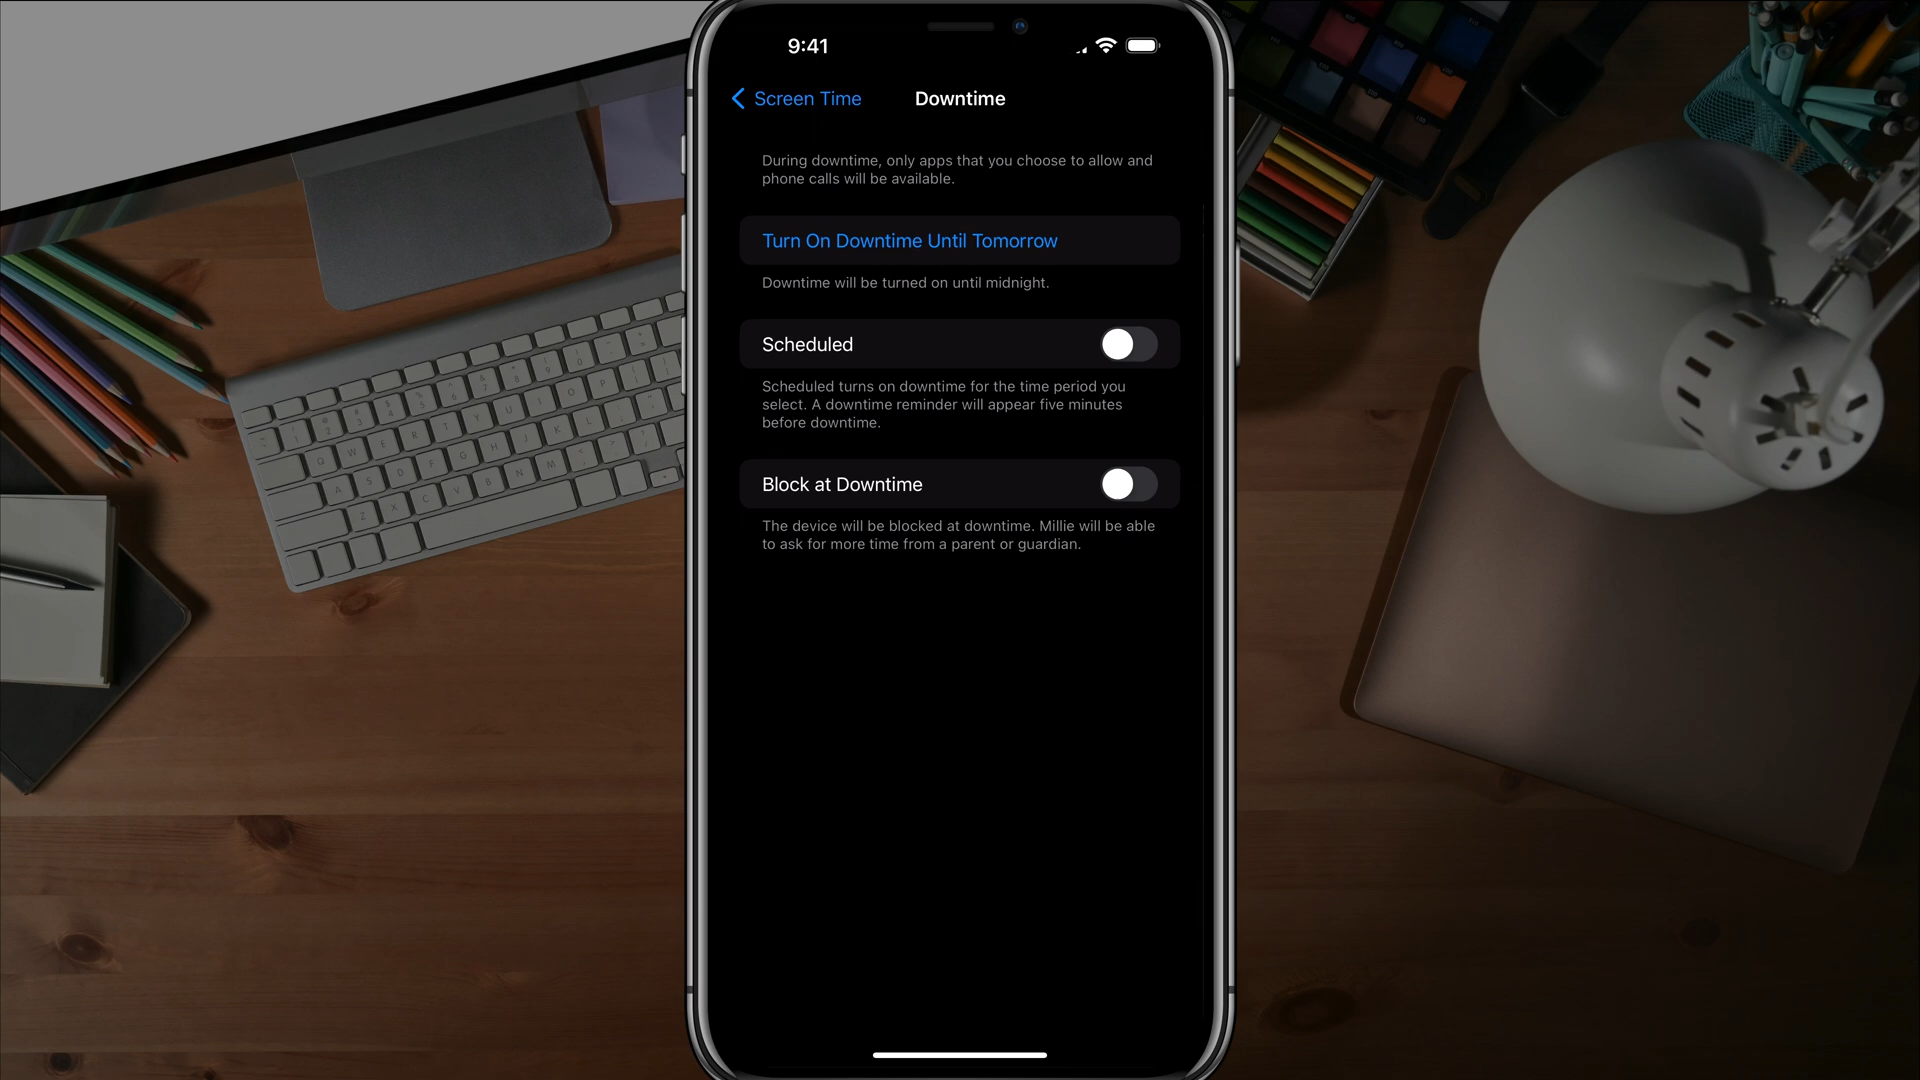 9:41
Screen Time
Downtime
During downtime, only apps that you choose to allow and
phone calls will be available.
Turn On Downtime Until Tomorrow
Downtime will be turned on until midnight.
Scheduled
Scheduled turns on downtime for the time period you
select. A downtime reminder will appear five minutes
before downtime.
Block at Downtime
The device will be blocked at downtime. Millie will be able
to ask for more time from a parent or guardian.